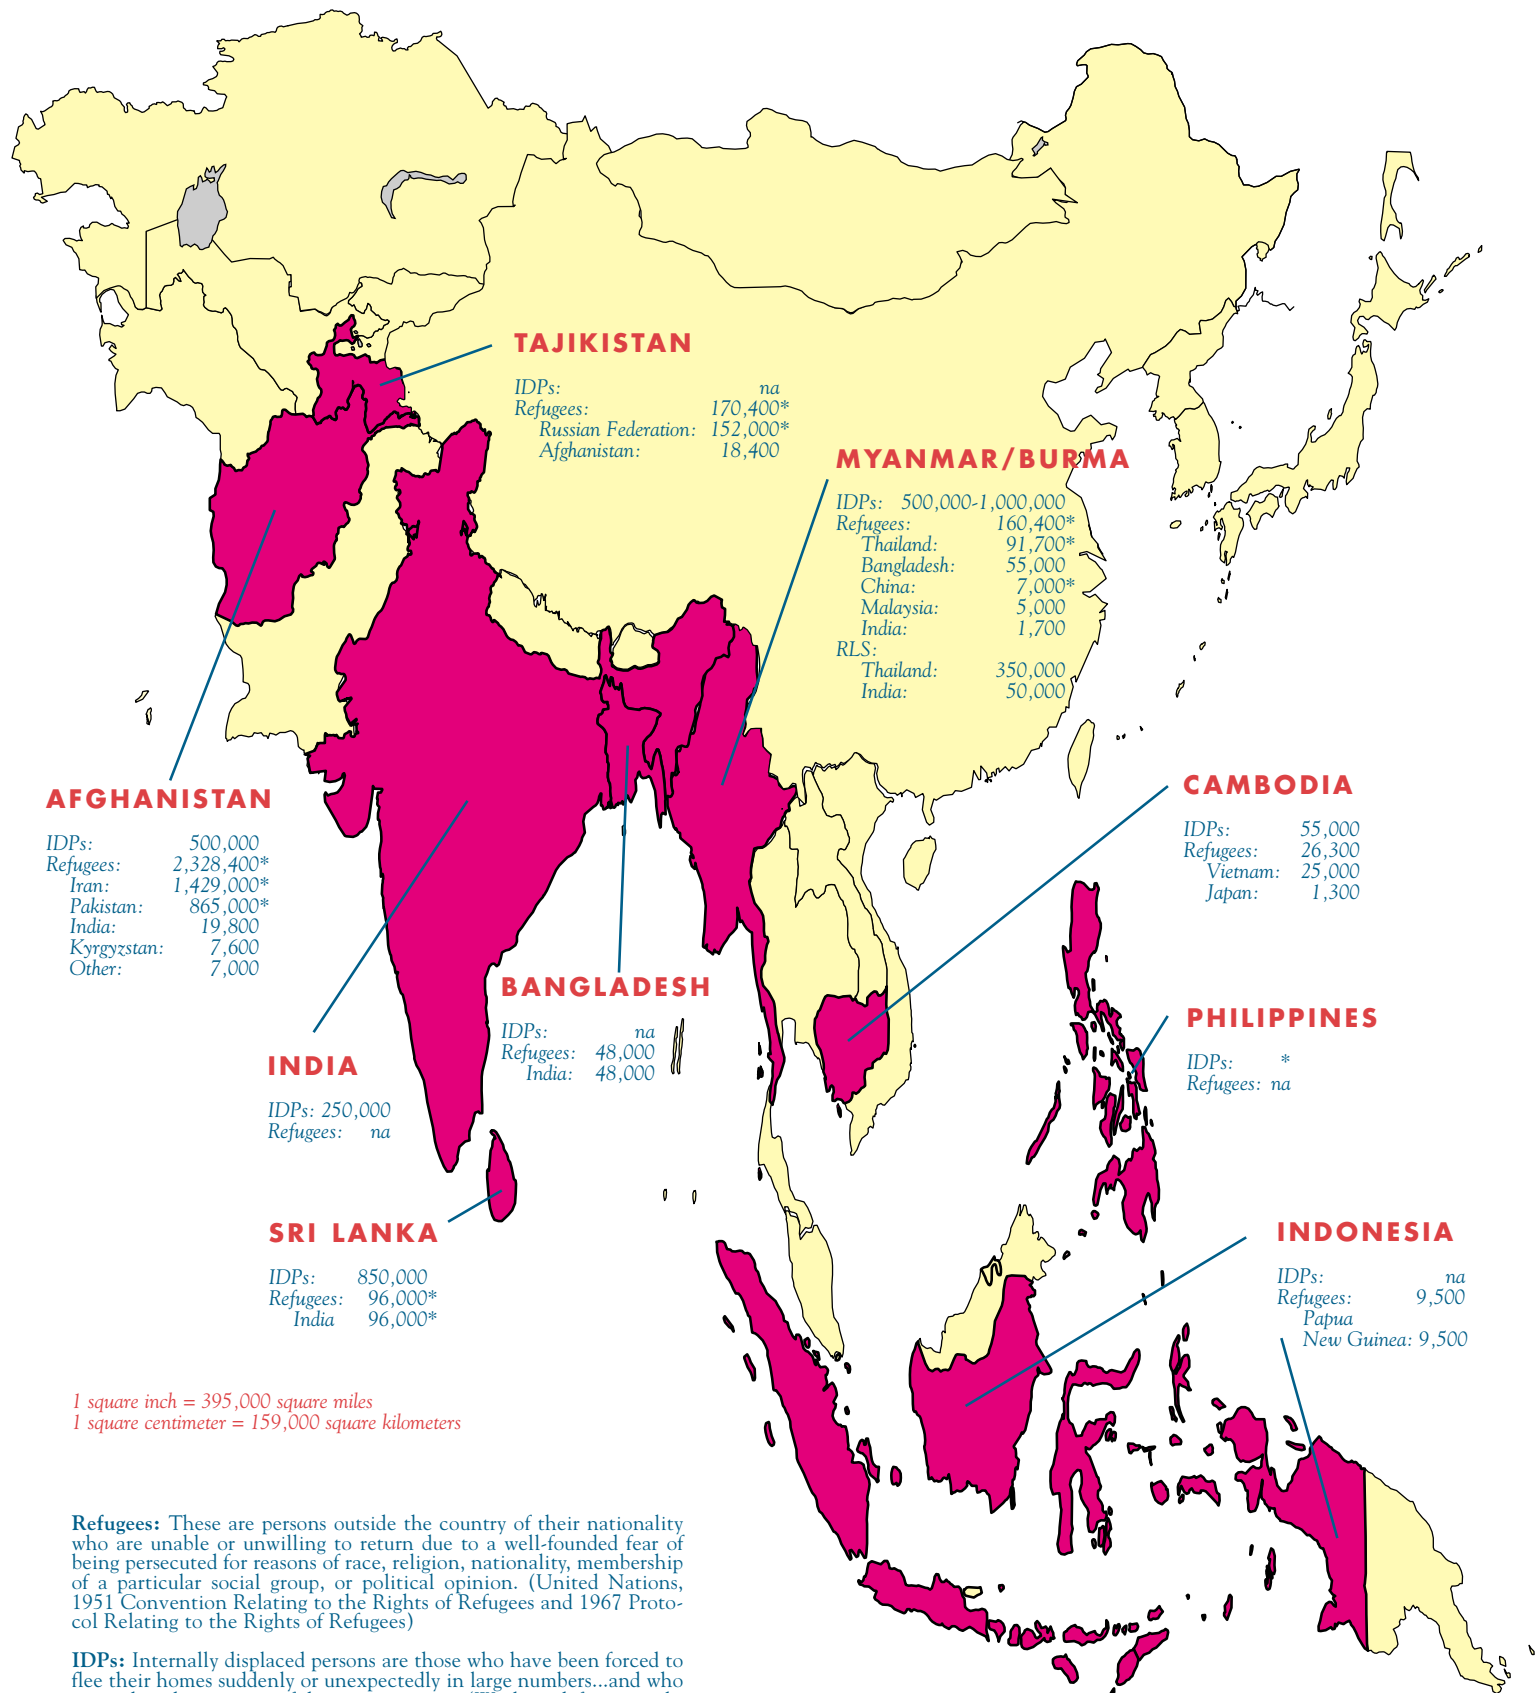 TAJIKISTAN
IDPs: na
Refugees: 170,400*
Russian Federation: 152,000*
Afghanistan: 18,400
MYANMAR/BURMA
IDPs: 500,000-1,000,000
Refugees: 160,400*
Thailand: 91,700*
Bangladesh: 55,000
China: 7,000*
Malaysia: 5,000
India: 1,700
RLS:
Thailand: 350,000
India: 50,000
AFGHANISTAN
IDPs: 500,000
Refugees: 2,328,400*
Iran: 1,429,000*
Pakistan: 865,000*
India: 19,800
Kyrgyzstan: 7,600
Other: 7,000
CAMBODIA
IDPs: 55,000
Refugees: 26,300
Vietnam: 25,000
Japan: 1,300
BANGLADESH
IDPs: na
Refugees: 48,000
India: 48,000
PHILIPPINES
IDPs: *
Refugees: na
INDIA
IDPs: 250,000
Refugees: na
SRI LANKA
IDPs: 850,000
Refugees: 96,000*
India 96,000*
INDONESIA
IDPs: na
Refugees: 9,500
Papua
New Guinea: 9,500
1 square inch = 395,000 square miles
1 square centimeter = 159,000 square kilometers
Refugees: These are persons outside the country of their nationality
who are unable or unwilling to return due to a well-founded fear of
being persecuted for reasons of race, religion, nationality, membership
of a particular social group, or political opinion. (United Nations,
1951 Convention Relating to the Rights of Refugees and 1967 Proto-
col Relating to the Rights of Refugees)
IDPs: Internally displaced persons are those who have been forced to
flee their homes suddenly or unexpectedly in large numbers...and who